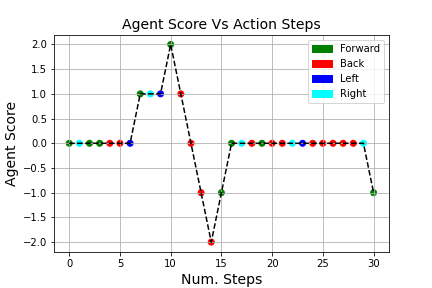 Agent Score Vs Action Steps
Agent Score
2.0
1.5
1.0
0.5
0.0
−0.5
−1.0
−1.5
−2.0
Forward
Back
Left
Right
0 5 10 15 20 25 30
Num. Steps